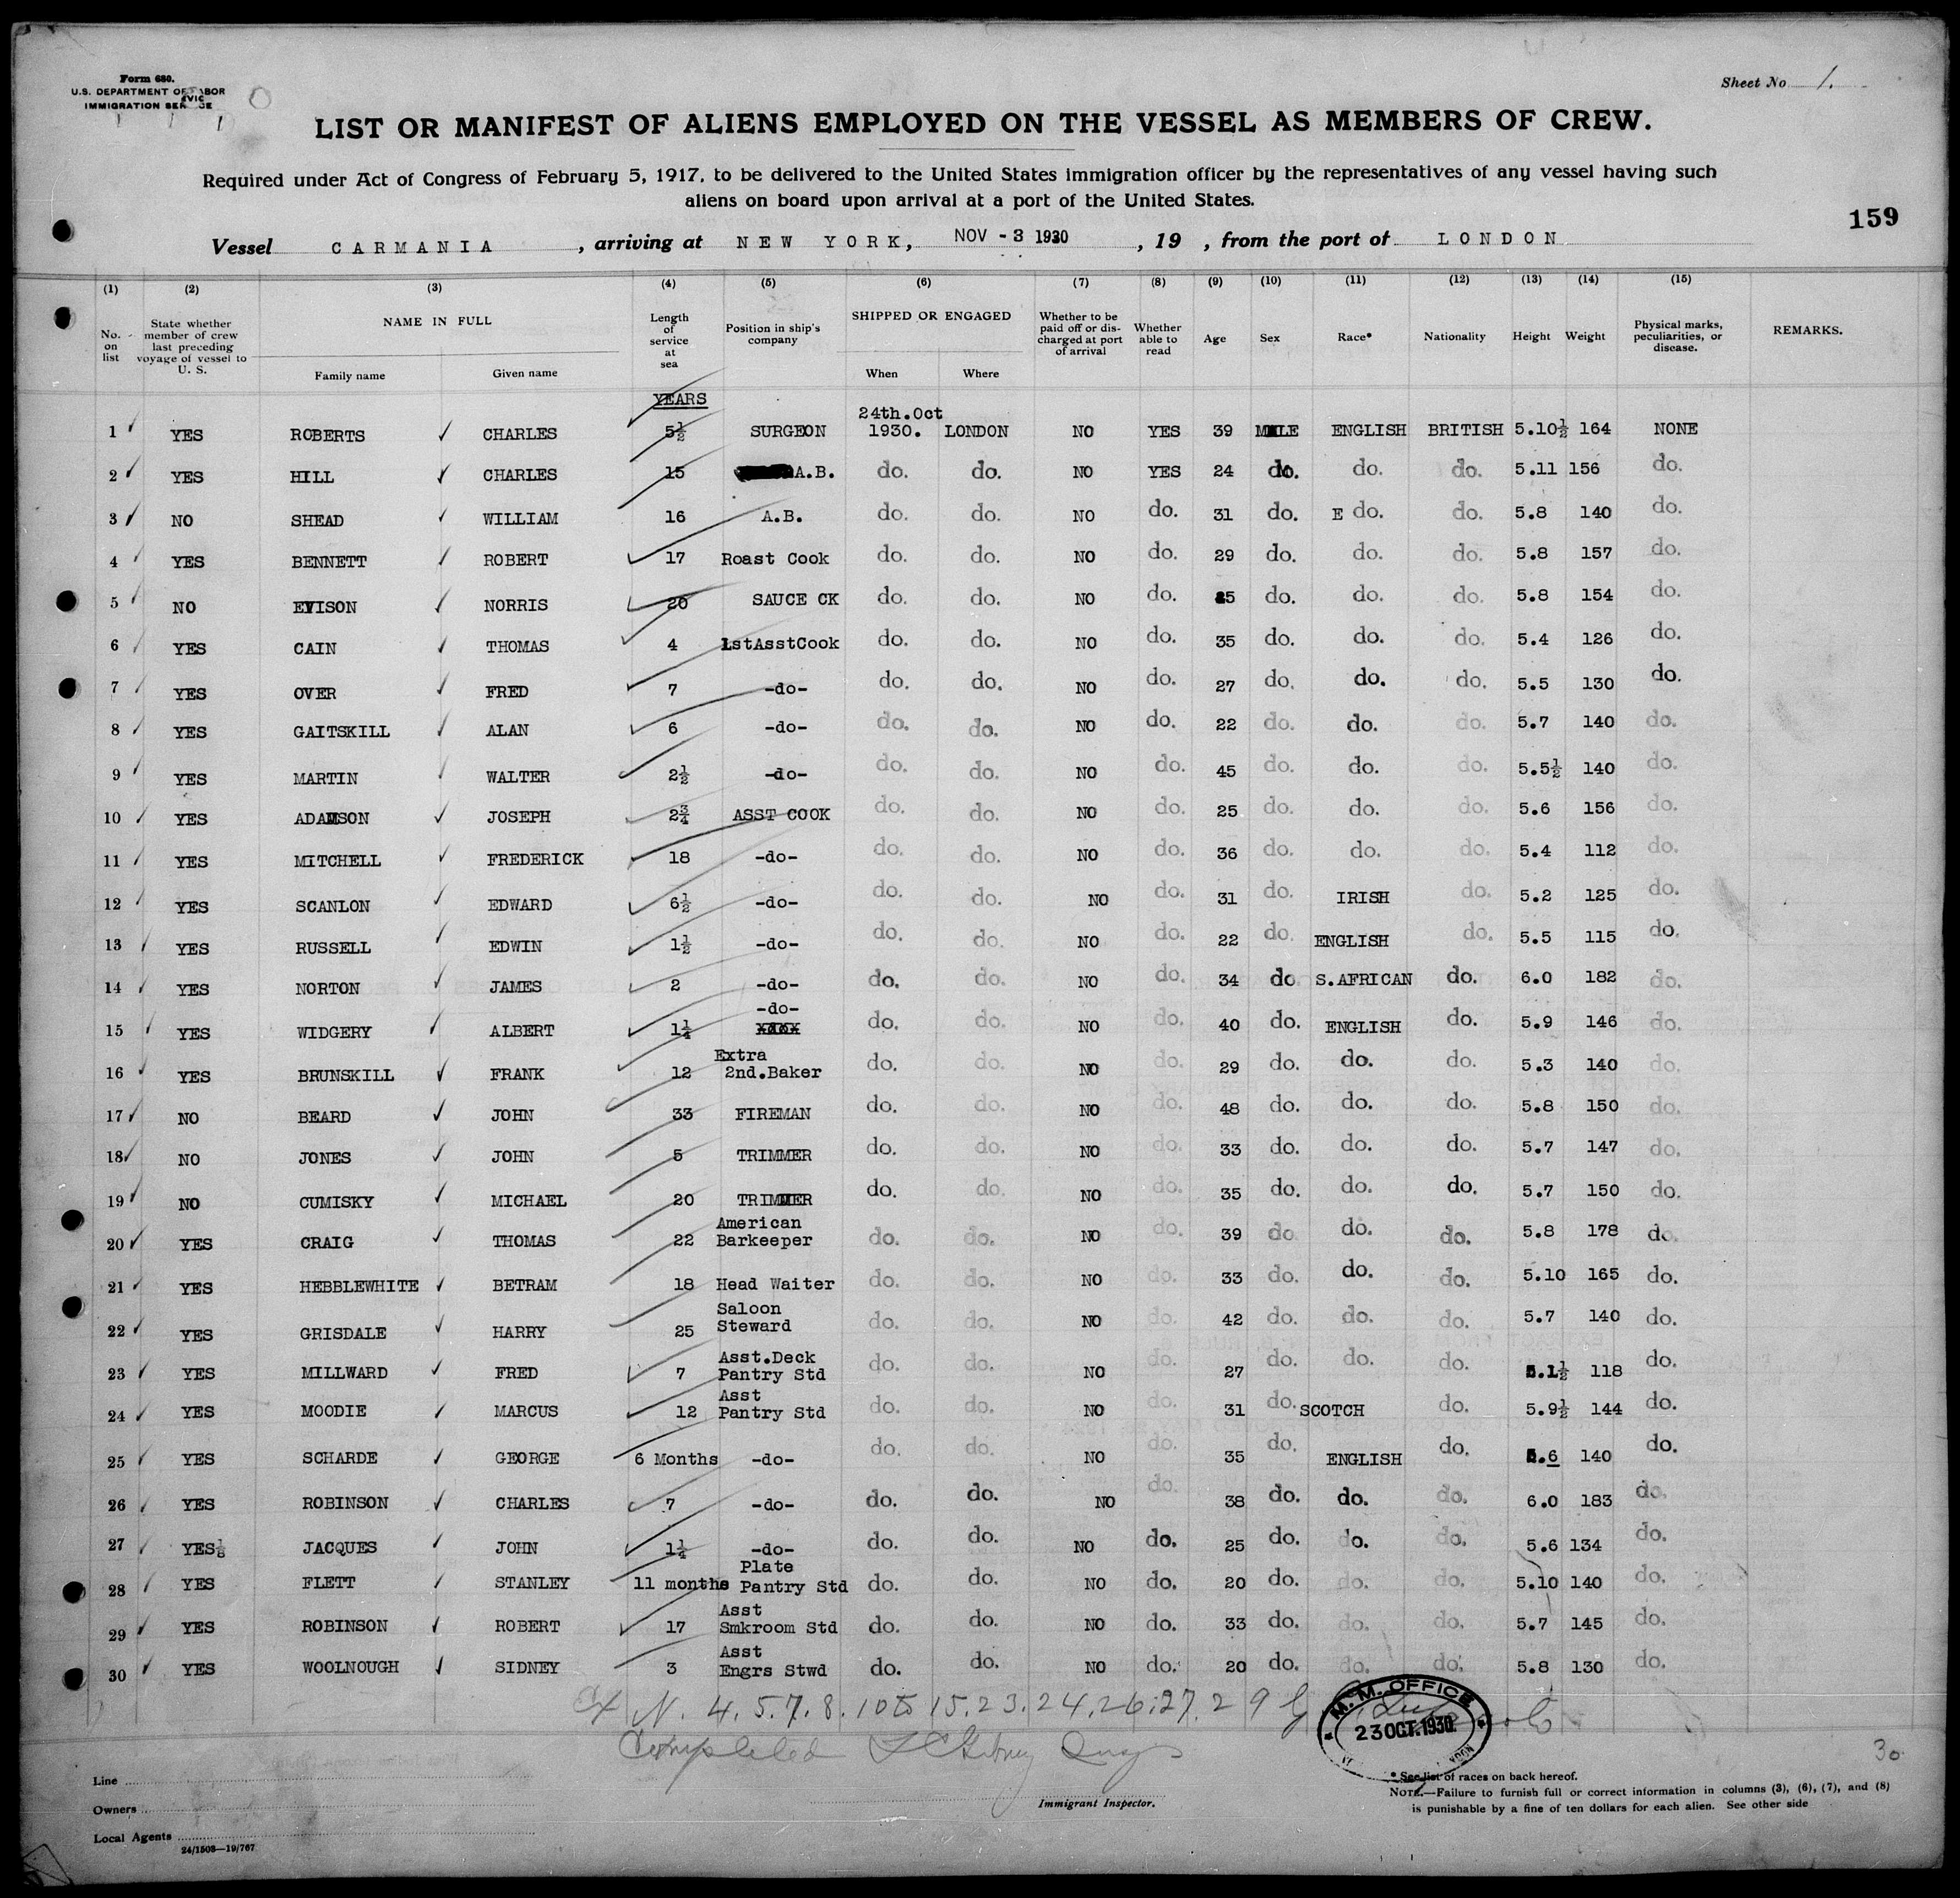 Form 680.
U.S. DEPARTMENT OF LABOR
IMMIGRATION SERVICE
Sheet No 1.
LIST OR MANIFEST OF ALIENS EMPLOYED ON THE VESSEL AS MEMBERS OF CREW.
Required under Act of Congress of February 5, 1917, to be delivered to the United States immigration officer by the representatives of any vessel having such
aliens on board upon arrival at a port of the United States.
159
Vessel CARMANIA, arriving at NEW YORK, NOV -3 1930, 19 , from the port of LONDON
(1) (2) (3) (4) (5) (6) (7) (8) (9) (10) (11) (12) (13) (14) (15)
No. on list State whether member of crew last preceding voyage of vessel to U. S. NAME IN FULL Family name Given name Length of service at sea Position in ship's company SHIPPED OR ENGAGED When Where Whether to be paid off or discharged at port of arrival Whether able to read Age Sex Race* Nationality Height Weight Physical marks, peculiarities, or disease. REMARKS.
YEARS
24th.Oct
1 YES ROBERTS CHARLES 5½ SURGEON 1930. LONDON NO YES 39 MALE ENGLISH BRITISH 5.10½ 164 NONE
2 YES HILL CHARLES 15 A.B. do. do. NO YES 24 do. do. do. 5.11 156 do.
3 NO SHEAD WILLIAM 16 A.B. do. do. NO do. 31 do. E do. do. 5.8 140 do.
4 YES BENNETT ROBERT 17 Roast Cook do. do. NO do. 29 do. do. do. 5.8 157 do.
5 NO EVISON NORRIS 20 SAUCE CK do. do. NO do. 35 do. do. do. 5.8 154 do.
6 YES CAIN THOMAS 4 1stAsstCook do. do. NO do. 35 do. do. do. 5.4 126 do.
7 YES OVER FRED 7 -do- do. do. NO do. 27 do. do. do. 5.5 130 do.
8 YES GAITSKILL ALAN 6 -do- do. do. NO do. 22 do. do. do. 5.7 140 do.
9 YES MARTIN WALTER 2½ -do- do. do. NO do. 45 do. do. do. 5.5½ 140 do.
10 YES ADAMSON JOSEPH 2¾ ASST COOK do. do. NO do. 25 do. do. do. 5.6 156 do.
11 YES MITCHELL FREDERICK 18 -do- do. do. NO do. 36 do. do. do. 5.4 112 do.
12 YES SCANLON EDWARD 6½ -do- do. do. NO do. 31 do. IRISH do. 5.2 125 do.
13 YES RUSSELL EDWIN 1½ -do- do. do. NO do. 22 do. ENGLISH do. 5.5 115 do.
14 YES NORTON JAMES 2 -do- do. do. NO do. 34 do S.AFRICAN do. 6.0 182 do.
-do-
15 YES WIDGERY ALBERT 1¼ XdoX do. do. NO do. 40 do. ENGLISH do. 5.9 146 do.
Extra
16 YES BRUNSKILL FRANK 12 2nd.Baker do. do. NO do. 29 do. do. do. 5.3 140 do.
17 NO BEARD JOHN 33 FIREMAN do. do. NO do. 48 do. do. do. 5.8 150 do.
18 NO JONES JOHN 5 TRIMMER do. do. NO do. 33 do. do. do. 5.7 147 do.
19 NO CUMISKY MICHAEL 20 TRIMMER do. do. NO do. 35 do. do. do. 5.7 150 do.
American
20 YES CRAIG THOMAS 22 Barkeeper do. do. NO do. 39 do do. do. 5.8 178 do.
21 YES HEBBLEWHITE BETRAM 18 Head Waiter do. do. NO do. 33 do. do. do. 5.10 165 do.
Saloon
22 YES GRISDALE HARRY 25 Steward do. do. NO do. 42 do. do. do. 5.7 140 do.
Asst.Deck
23 YES MILLWARD FRED 7 Pantry Std do. do. NO do. 27 do. do. do. 5.1½ 118 do.
Asst
24 YES MOODIE MARCUS 12 Pantry Std do. do. NO do. 31 do. SCOTCH do. 5.9½ 144 do.
25 YES SCHARDE GEORGE 6 Months -do- do. do. NO do. 35 do. ENGLISH do. 5.6 140 do.
26 YES ROBINSON CHARLES 7 -do- do. do. NO do. 38 do. do. do. 6.0 183 do.
27 YES⅛ JACQUES JOHN 1¼ -do- do. do. NO do. 25 do. do. do. 5.6 134 do.
Plate
28 YES FLETT STANLEY 11 months Pantry Std do. do. NO do. 20 do. do. do. 5.10 140 do.
Asst
29 YES ROBINSON ROBERT 17 Smkroom Std do. do. NO do. 33 do. do. do. 5.7 145 do.
Asst
30 YES WOOLNOUGH SIDNEY 3 Engrs Stwd do. do. NO do. 20 do. do. do. 5.8 130 do.
N. 4.5.7.8.10 to 15.23.24.26.27.29
M.M. OFFICE
23 OCT. 1930.
Completed
30
Line
Owners
Local Agents
24/1503—19/767
Immigrant Inspector.
* See list of races on back hereof.
NOTE.—Failure to furnish full or correct information in columns (3), (6), (7), and (8)
is punishable by a fine of ten dollars for each alien. See other side